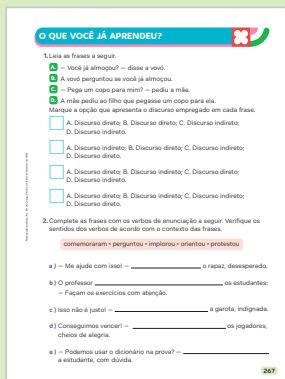 O QUE VOCÊ JÁ APRENDEU?
1. Leia as frases a seguir.
A. — Você já almoçou? — disse a vovó.
B. A vovó perguntou se você já almoçou.
C. — Pega um copo para mim? — pediu a mãe.
D. A mãe pediu ao filho que pegasse um copo para ela.
Marque a opção que apresenta o discurso empregado em cada frase.
A. Discurso direto; B. Discurso direto; C. Discurso indireto;
D. Discurso indireto.
A. Discurso indireto; B. Discurso direto; C. Discurso indireto;
D. Discurso direto.
A. Discurso direto; B. Discurso indireto; C. Discurso direto;
D. Discurso indireto.
A. Discurso direto; B. Discurso indireto; C. Discurso indireto;
D. Discurso direto.
2. Complete as frases com os verbos de enunciação a seguir. Verifique os
sentidos dos verbos de acordo com o contexto das frases.
comemoraram • perguntou • implorou • orientou • protestou
a) — Me ajude com isso! — ____________ o rapaz, desesperado.
b) O professor ____________ os estudantes:
— Façam os exercícios com atenção.
c) Isso não é justo! — ____________ a garota, indignada.
d) Conseguimos vencer! — ____________ os jogadores,
cheios de alegria.
e) — Podemos usar o dicionário na prova? — ____________
a estudante, com dúvida.
267